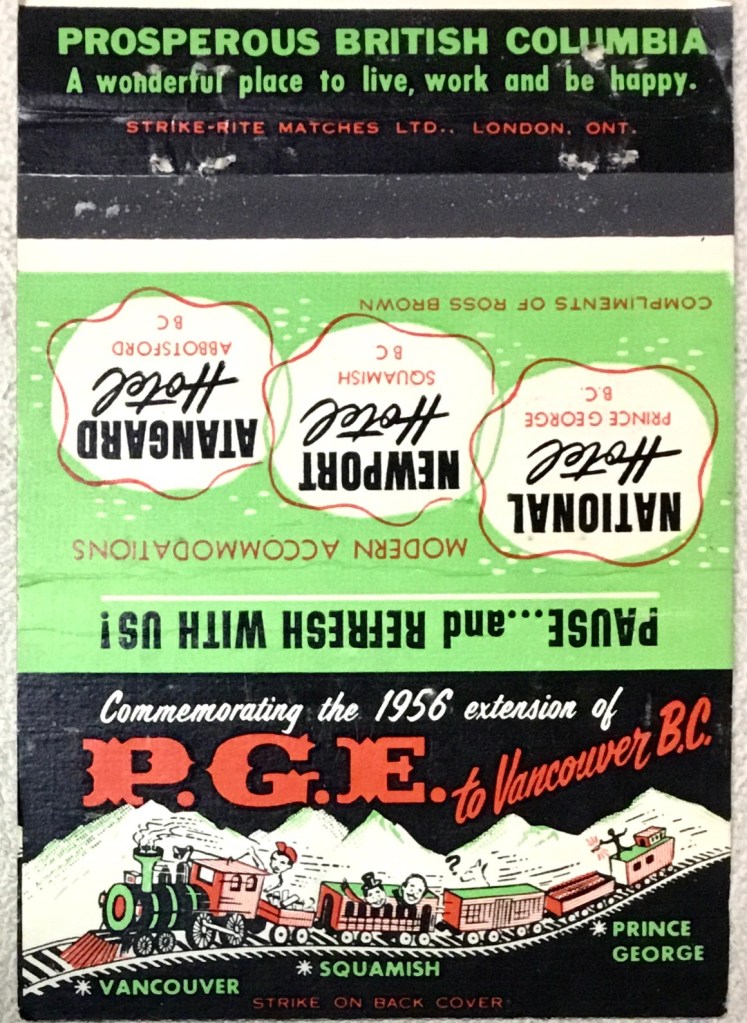 PROSPEROUS BRITISH COLUMBIA
A wonderful place to live, work and be happy.
STRIKE-RITE MATCHES LTD., LONDON, ONT.
PAUSE...and REFRESH WITH US!
MODERN ACCOMMODATIONS
NATIONAL
Hotel
PRINCE GEORGE
B.C.
NEWPORT
Hotel
SQUAMISH
B C
ATANGARD
Hotel
ABBOTSFORD
B C
COMPLIMENTS OF ROSS BROWN
Commemorating the 1956 extension of
P.G.E. to Vancouver B.C.
?
PRINCE
GEORGE
SQUAMISH
VANCOUVER
STRIKE ON BACK COVER